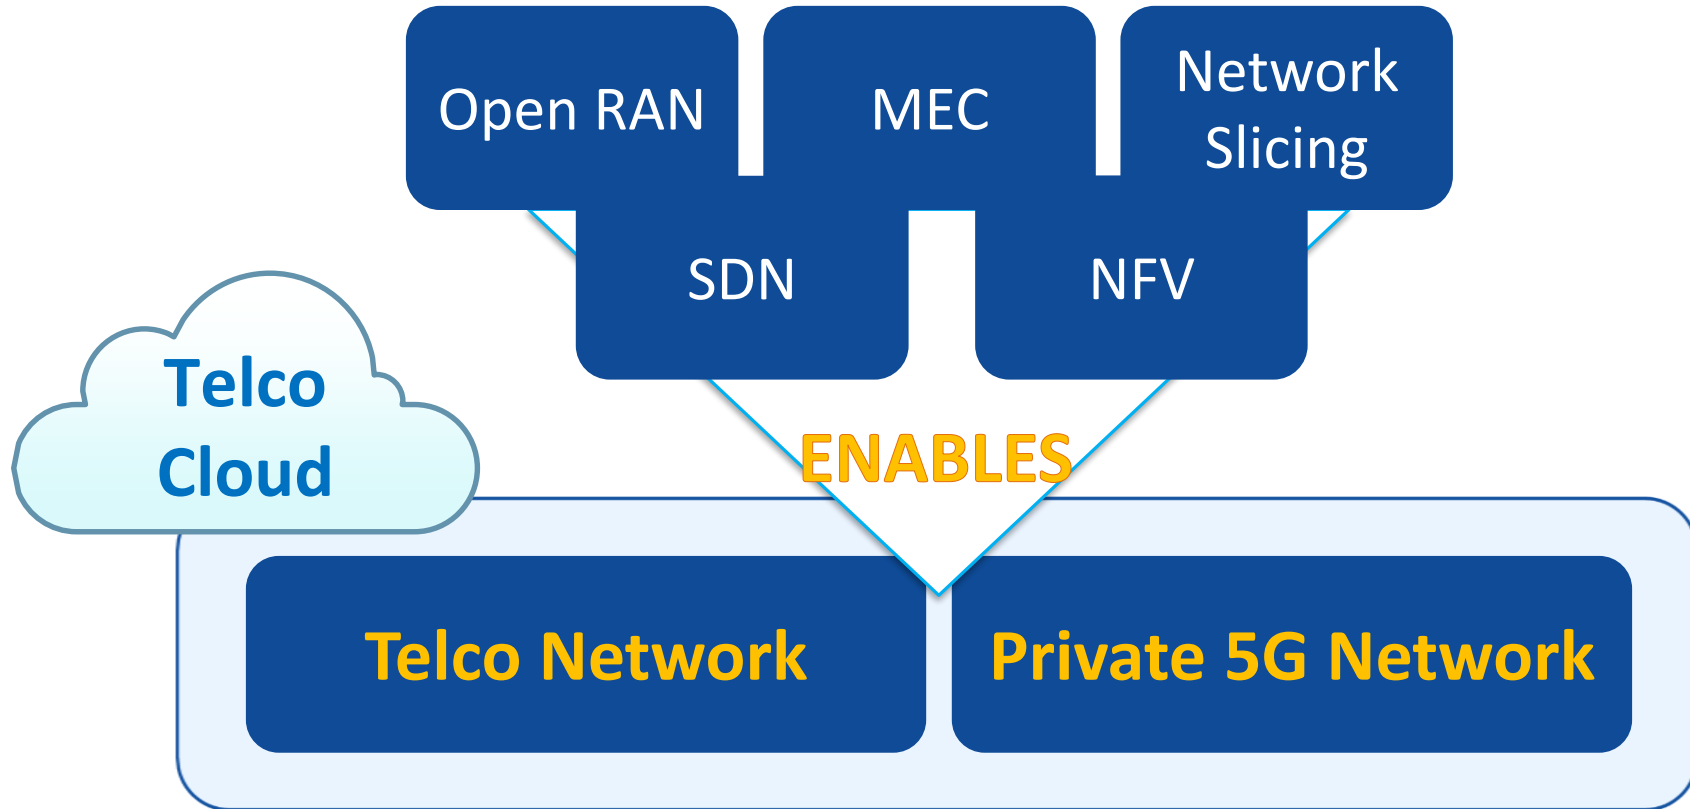 Open RAN
MEC
Network
Slicing
SDN
NFV
Telco
Cloud
ENABLES
Telco Network
Private 5G Network